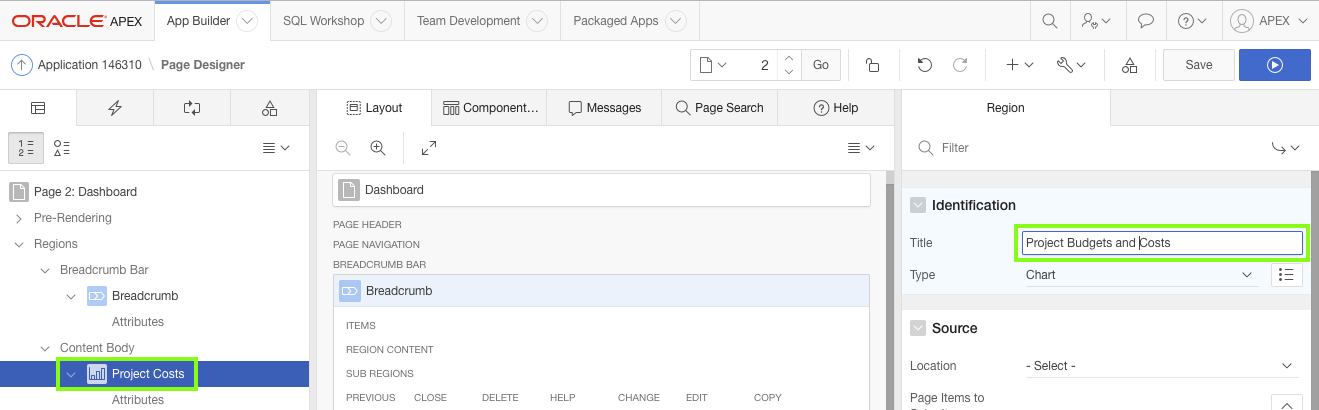 ORACLE APEX App Builder SQL Workshop Team Development Packaged Apps APEX
Application 146310 \ Page Designer 2 Go Save
Layout Component... Messages Page Search Help Region
Filter
Page 2: Dashboard
Pre-Rendering
Regions
Breadcrumb Bar
Breadcrumb
Attributes
Content Body
Project Costs
Attributes
Dashboard
PAGE HEADER
PAGE NAVIGATION
BREADCRUMB BAR
Breadcrumb
ITEMS
REGION CONTENT
SUB REGIONS
PREVIOUS CLOSE DELETE HELP CHANGE EDIT COPY
Identification
Title Project Budgets and Costs
Type Chart
Source
Location - Select -
Page Items to